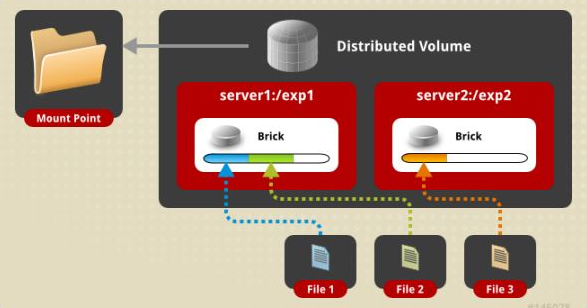 Distributed Volume
Mount Point
server1:/exp1
server2:/exp2
Brick
Brick
File 1
File 2
File 3